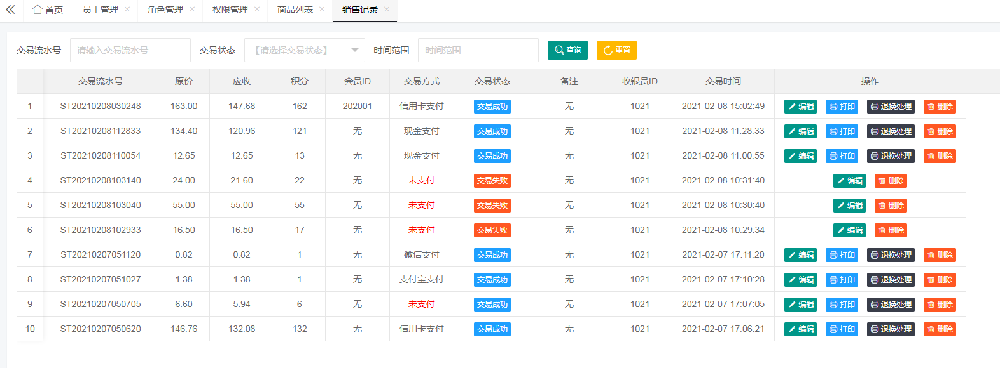 首页 员工管理 角色管理 权限管理 商品列表 销售记录
交易流水号 请输入交易流水号 交易状态 【请选择交易状态】 时间范围 时间范围 查询 重置
交易流水号 原价 应收 积分 会员ID 交易方式 交易状态 备注 收银员ID 交易时间 操作
1 ST20210208030248 163.00 147.68 162 202001 信用卡支付 交易成功 无 1021 2021-02-08 15:02:49 编辑 打印 退换处理 删除
2 ST20210208112833 134.40 120.96 121 无 现金支付 交易成功 无 1021 2021-02-08 11:28:33 编辑 打印 退换处理 删除
3 ST20210208110054 12.65 12.65 13 无 现金支付 交易成功 无 1021 2021-02-08 11:00:55 编辑 打印 退换处理 删除
4 ST20210208103140 24.00 21.60 22 无 未支付 交易失败 无 1021 2021-02-08 10:31:40 编辑 删除
5 ST20210208103040 55.00 55.00 55 无 未支付 交易失败 无 1021 2021-02-08 10:30:40 编辑 删除
6 ST20210208102933 16.50 16.50 17 无 未支付 交易失败 无 1021 2021-02-08 10:29:34 编辑 删除
7 ST20210207051120 0.82 0.82 1 无 微信支付 交易成功 无 1021 2021-02-07 17:11:20 编辑 打印 退换处理 删除
8 ST20210207051027 1.38 1.38 1 无 支付宝支付 交易成功 无 1021 2021-02-07 17:10:28 编辑 打印 退换处理 删除
9 ST20210207050705 6.60 5.94 6 无 未支付 交易成功 无 1021 2021-02-07 17:07:05 编辑 打印 退换处理 删除
10 ST20210207050620 146.76 132.08 132 无 信用卡支付 交易成功 无 1021 2021-02-07 17:06:21 编辑 打印 退换处理 删除